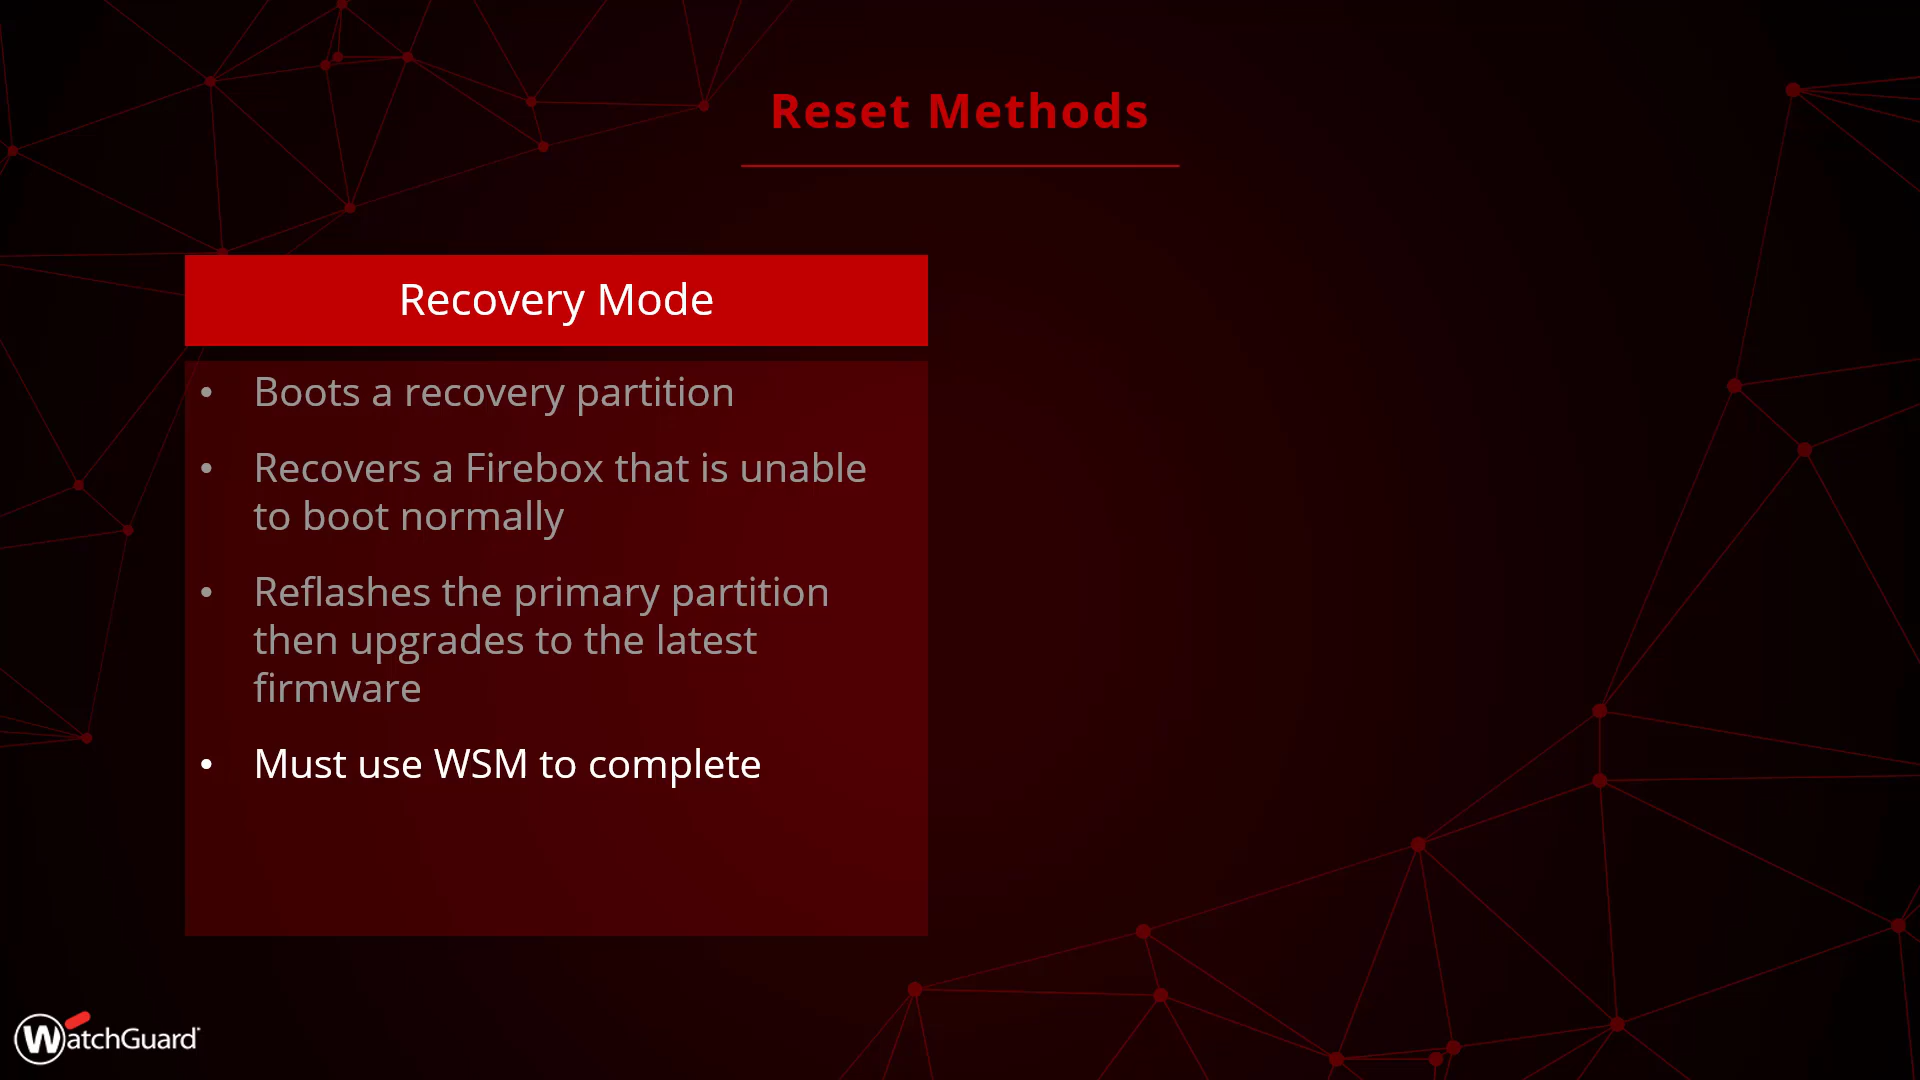 Reset Methods
Recovery Mode
• Boots a recovery partition
• Recovers a Firebox that is unable
to boot normally
• Reflashes the primary partition
then upgrades to the latest
firmware
• Must use WSM to complete
WatchGuard